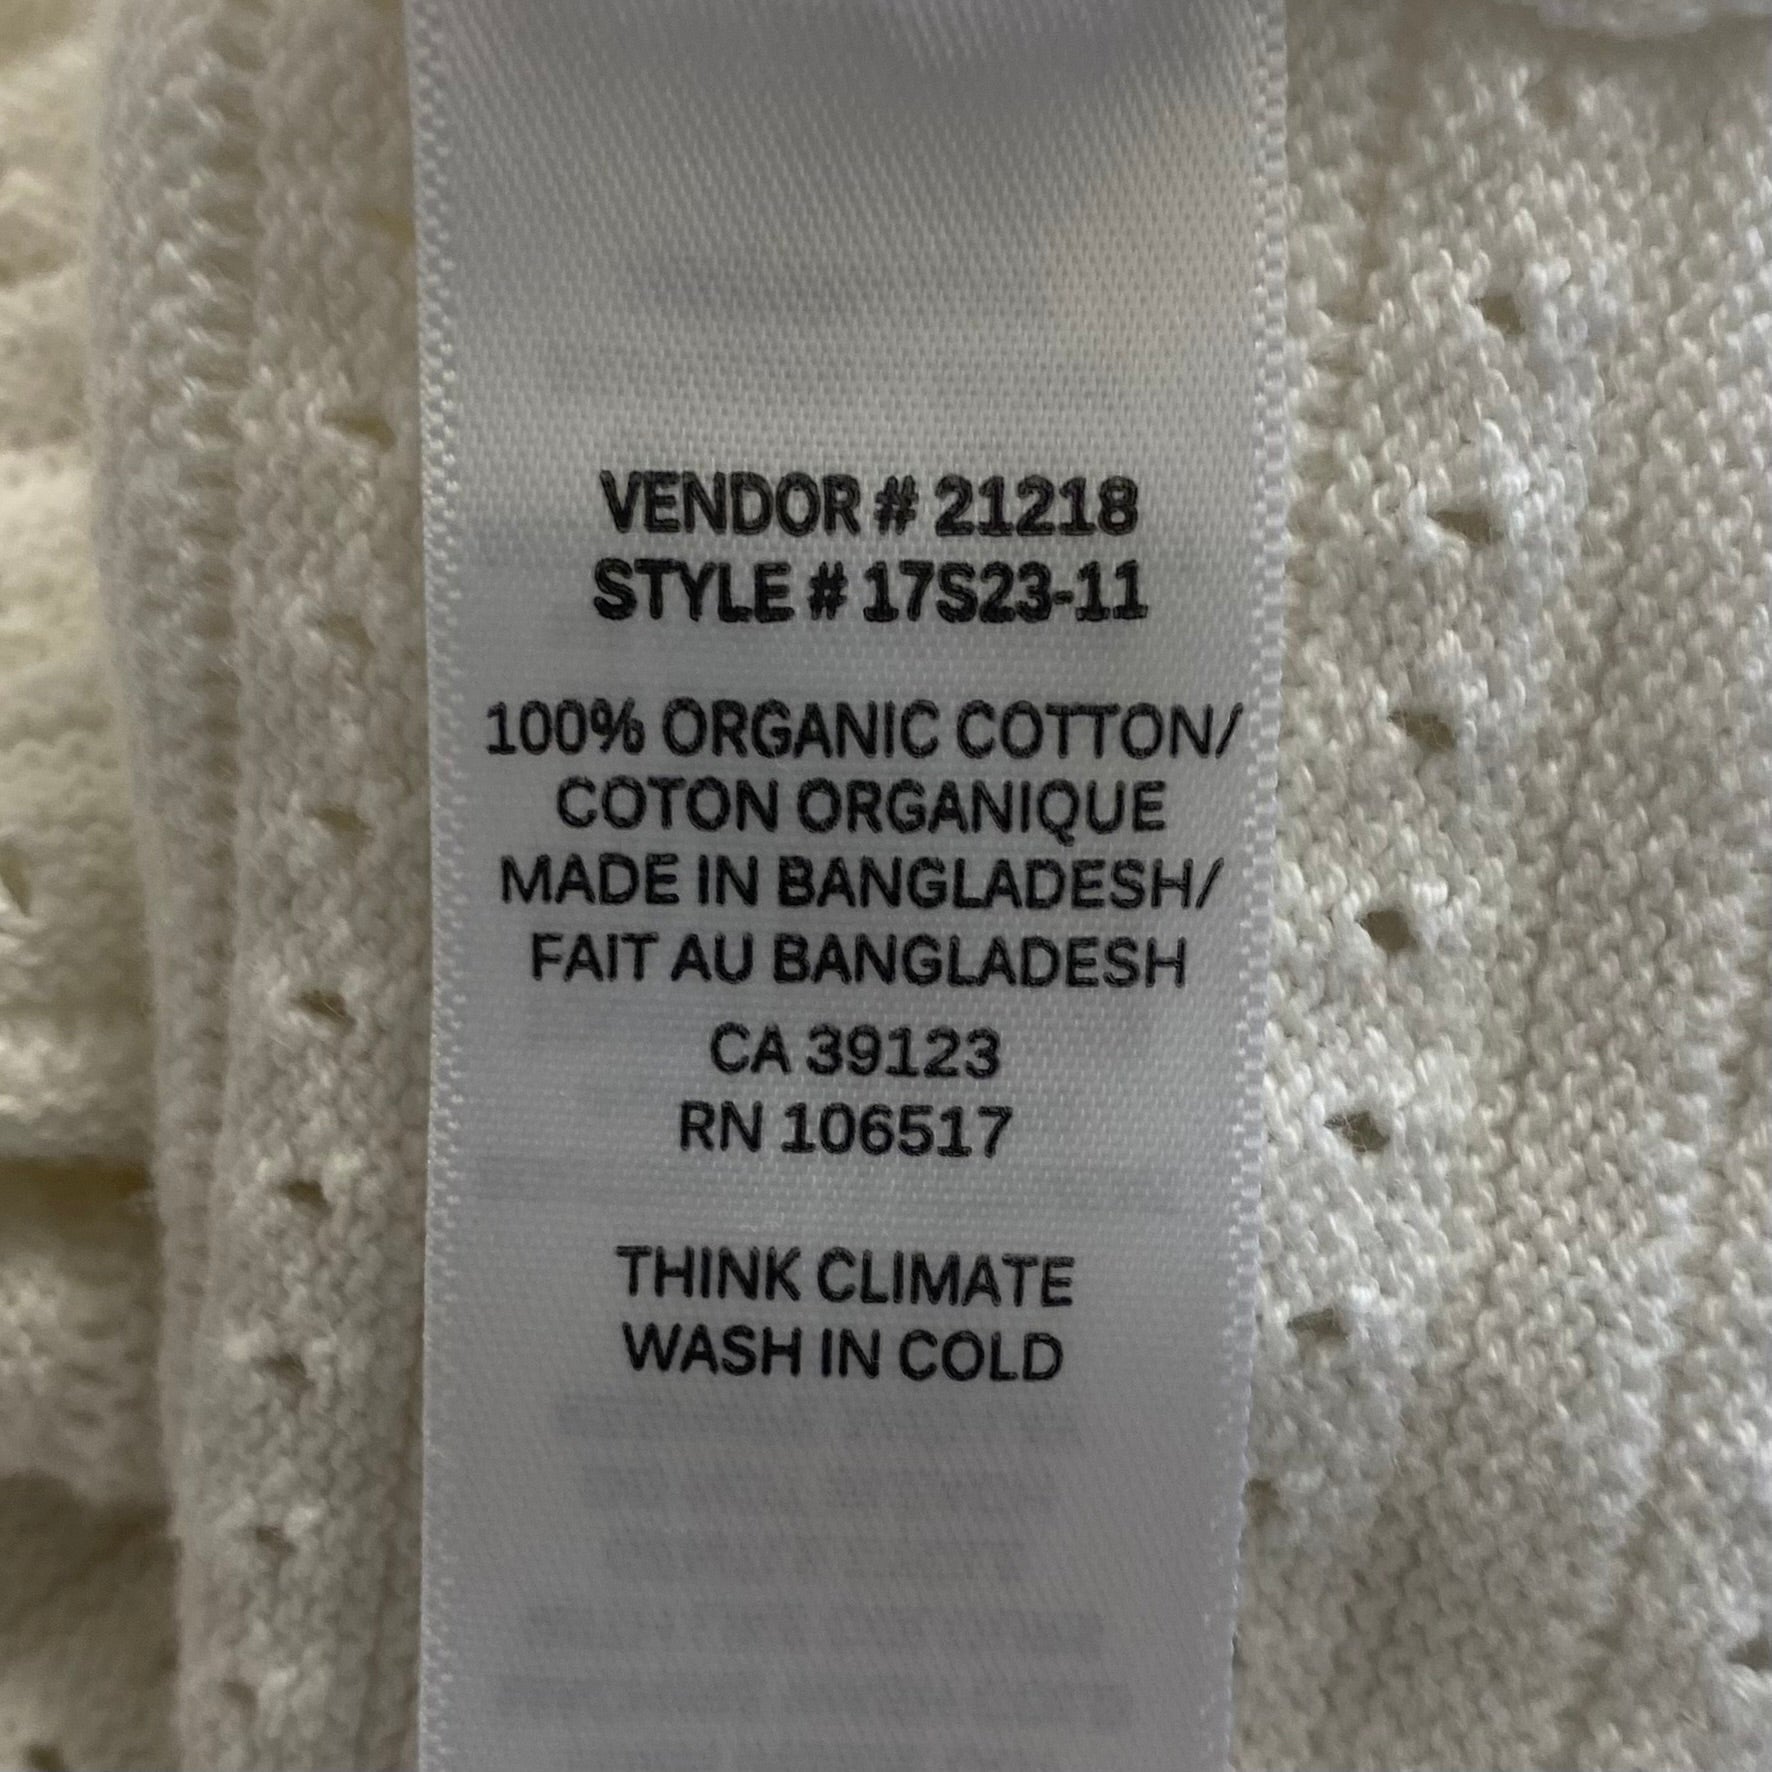 VENDOR # 21218
STYLE # 17S23-11
100% ORGANIC COTTON/
COTON ORGANIQUE
MADE IN BANGLADESH/
FAIT AU BANGLADESH
CA 39123
RN 106517
THINK CLIMATE
WASH IN COLD